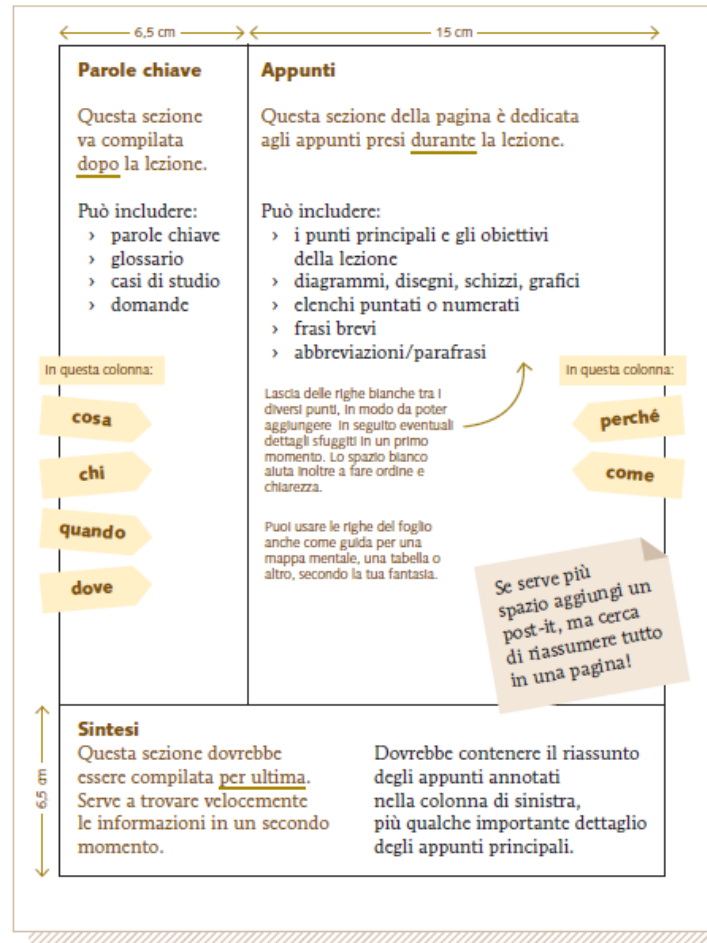 6,5 cm
15 cm
Parole chiave
Questa sezione
va compilata
dopo la lezione.
Può includere:
› parole chiave
› glossario
› casi di studio
› domande
In questa colonna:
cosa
chi
quando
dove
Appunti
Questa sezione della pagina è dedicata
agli appunti presi durante la lezione.
Può includere:
› i punti principali e gli obiettivi
della lezione
› diagrammi, disegni, schizzi, grafici
› elenchi puntati o numerati
› frasi brevi
› abbreviazioni/parafrasi
Lascia delle righe bianche tra i
diversi punti, in modo da poter
aggiungere in seguito eventuali
dettagli sfuggiti in un primo
momento. Lo spazio bianco
aiuta inoltre a fare ordine e
chiarezza.
Puoi usare le righe del foglio
anche come guida per una
mappa mentale, una tabella o
altro, secondo la tua fantasia.
In questa colonna:
perché
come
Se serve più
spazio aggiungi un
post-it, ma cerca
di riassumere tutto
in una pagina!
6,5 cm
Sintesi
Questa sezione dovrebbe
essere compilata per ultima.
Serve a trovare velocemente
le informazioni in un secondo
momento.
Dovrebbe contenere il riassunto
degli appunti annotati
nella colonna di sinistra,
più qualche importante dettaglio
degli appunti principali.